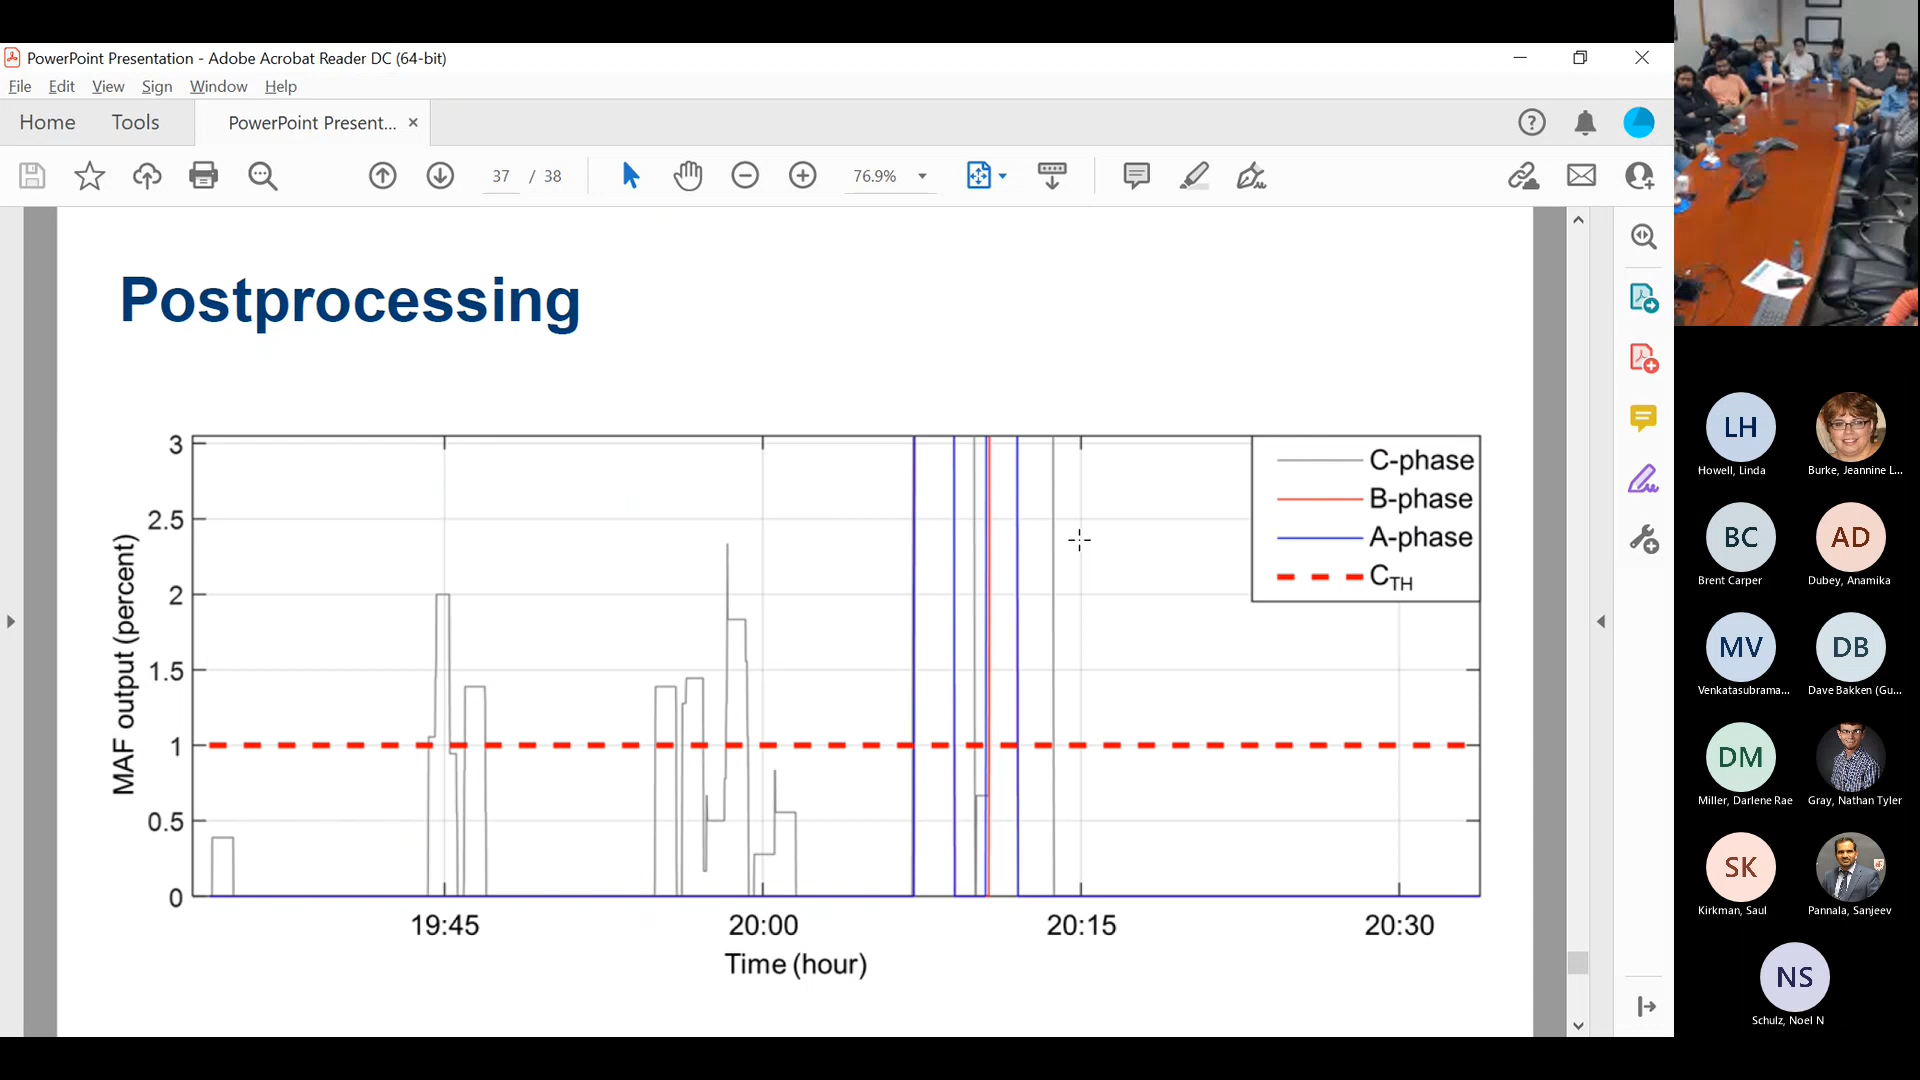 PowerPoint Presentation - Adobe Acrobat Reader DC (64-bit)
File Edit View Sign Window Help
Home Tools PowerPoint Present... ×
37 / 38 76.9%
Postprocessing
MAF output (percent)
3
2.5
2
1.5
1
0.5
0
C-phase
B-phase
A-phase
CTH
19:45 20:00 20:15 20:30
Time (hour)
LH
Howell, Linda
Burke, Jeannine L...
BC
Brent Carper
AD
Dubey, Anamika
MV
Venkatasubrama...
DB
Dave Bakken (Gu...
DM
Miller, Darlene Rae
Gray, Nathan Tyler
SK
Kirkman, Saul
Pannala, Sanjeev
NS
Schulz, Noel N